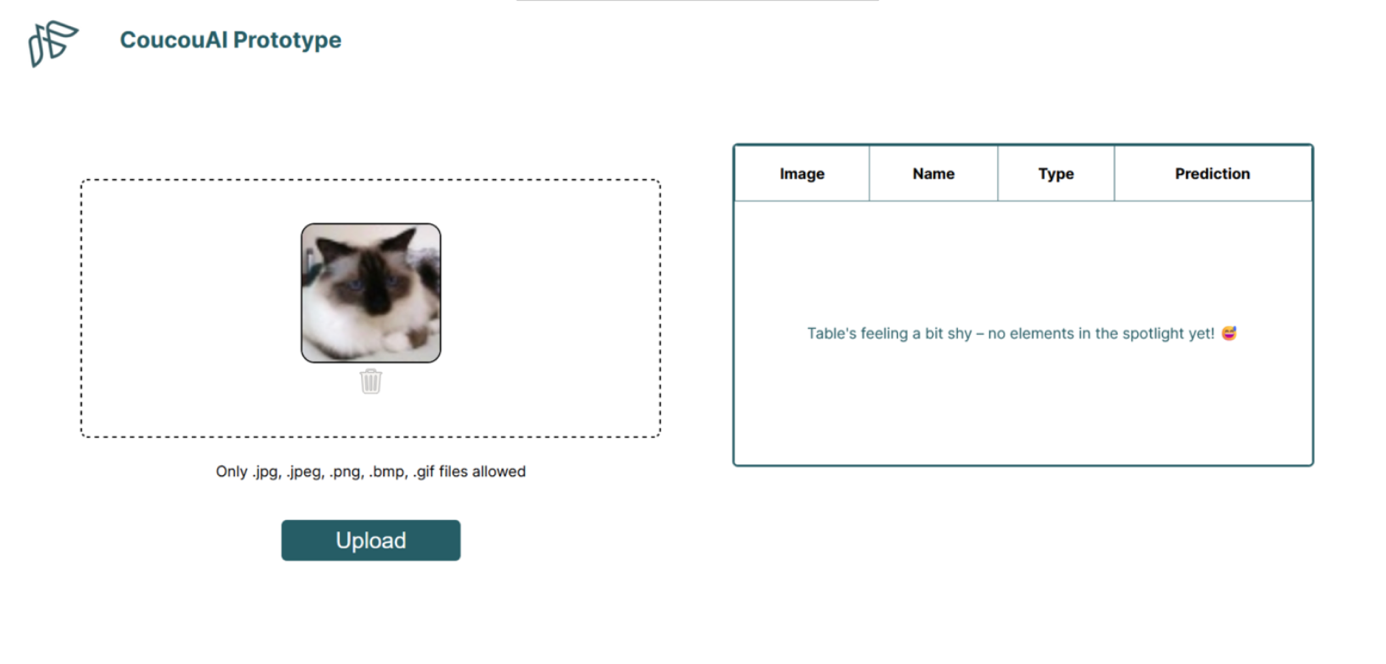 CoucouAI Prototype
Image Name Type Prediction
Table's feeling a bit shy – no elements in the spotlight yet! 😅
Only .jpg, .jpeg, .png, .bmp, .gif files allowed
Upload